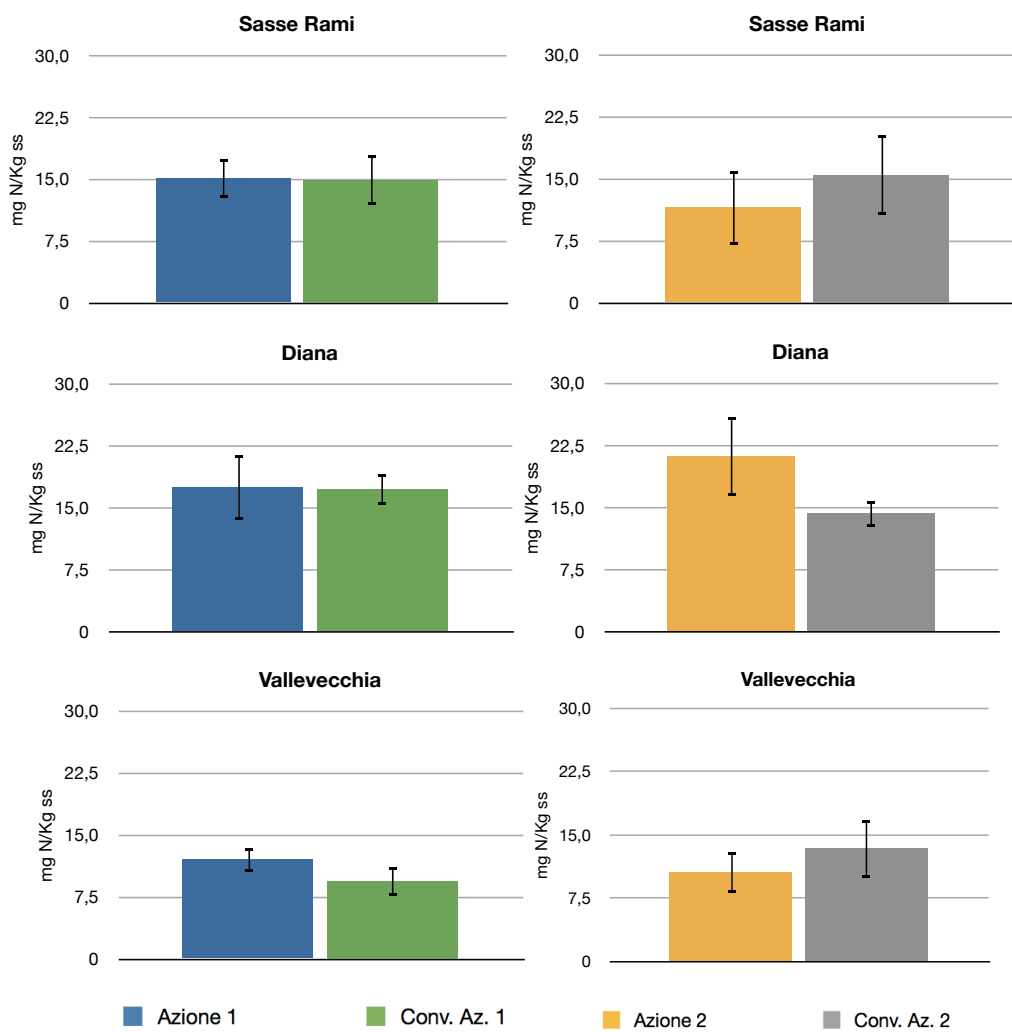 Sasse Rami
30,0
22,5
15,0
7,5
0
mg N/Kg ss
Sasse Rami
30,0
22,5
15,0
7,5
0
mg N/Kg ss
Diana
30,0
22,5
15,0
7,5
0
mg N/Kg ss
Diana
30,0
22,5
15,0
7,5
0
mg N/Kg ss
Vallevecchia
30,0
22,5
15,0
7,5
0
mg N/Kg ss
Vallevecchia
30,0
22,5
15,0
7,5
0
mg N/Kg ss
Azione 1
Conv. Az. 1
Azione 2
Conv. Az. 2